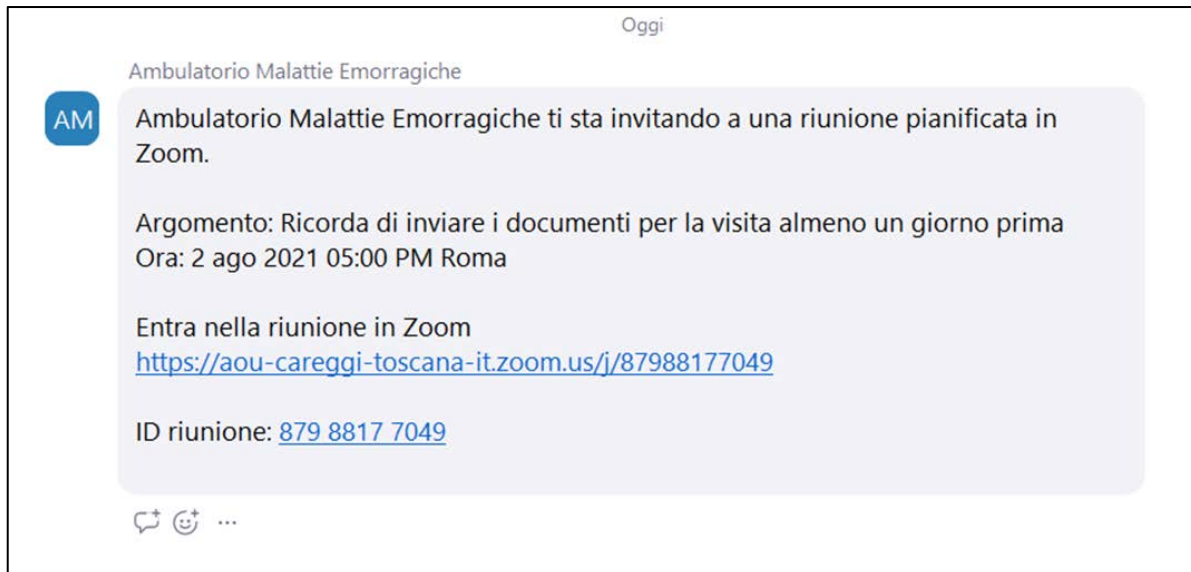 Oggi
Ambulatorio Malattie Emorragiche
AM
Ambulatorio Malattie Emorragiche ti sta invitando a una riunione pianificata in
Zoom.
Argomento: Ricorda di inviare i documenti per la visita almeno un giorno prima
Ora: 2 ago 2021 05:00 PM Roma
Entra nella riunione in Zoom
https://aou-careggi-toscana-it.zoom.us/j/87988177049
ID riunione: 879 8817 7049